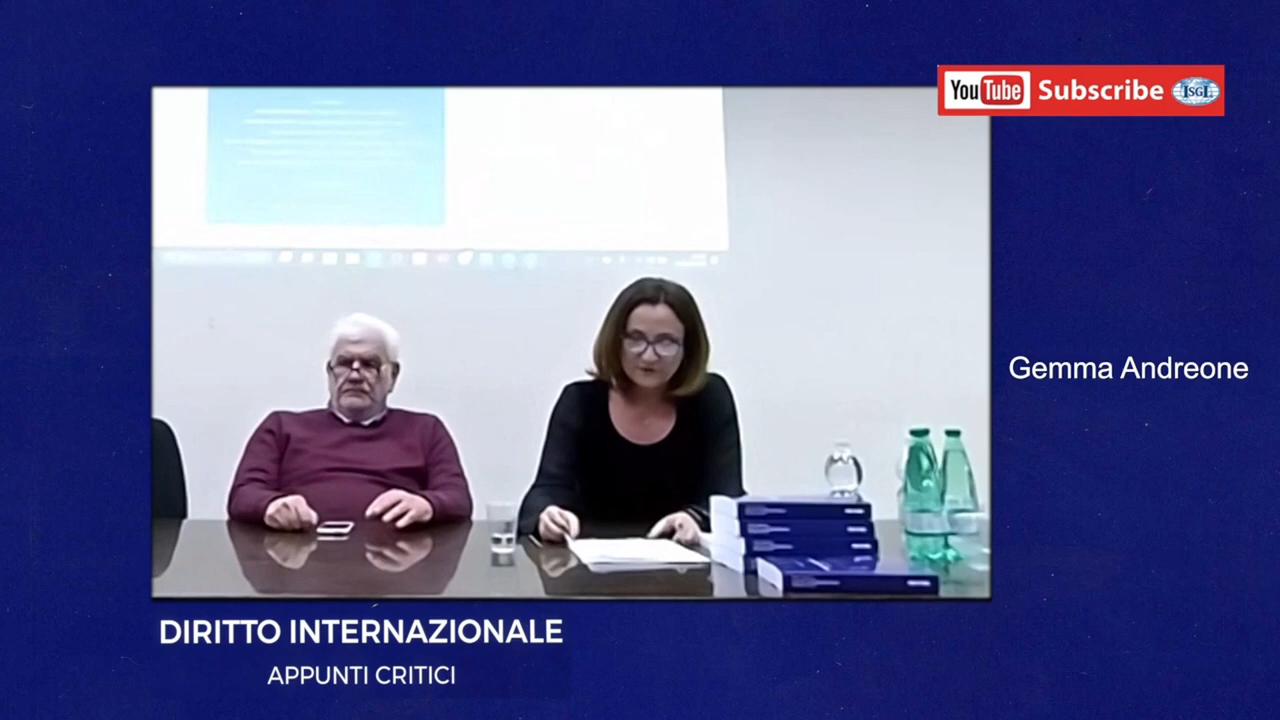 YouTube Subscribe ISGI
Gemma Andreone
DIRITTO INTERNAZIONALE
APPUNTI CRITICI